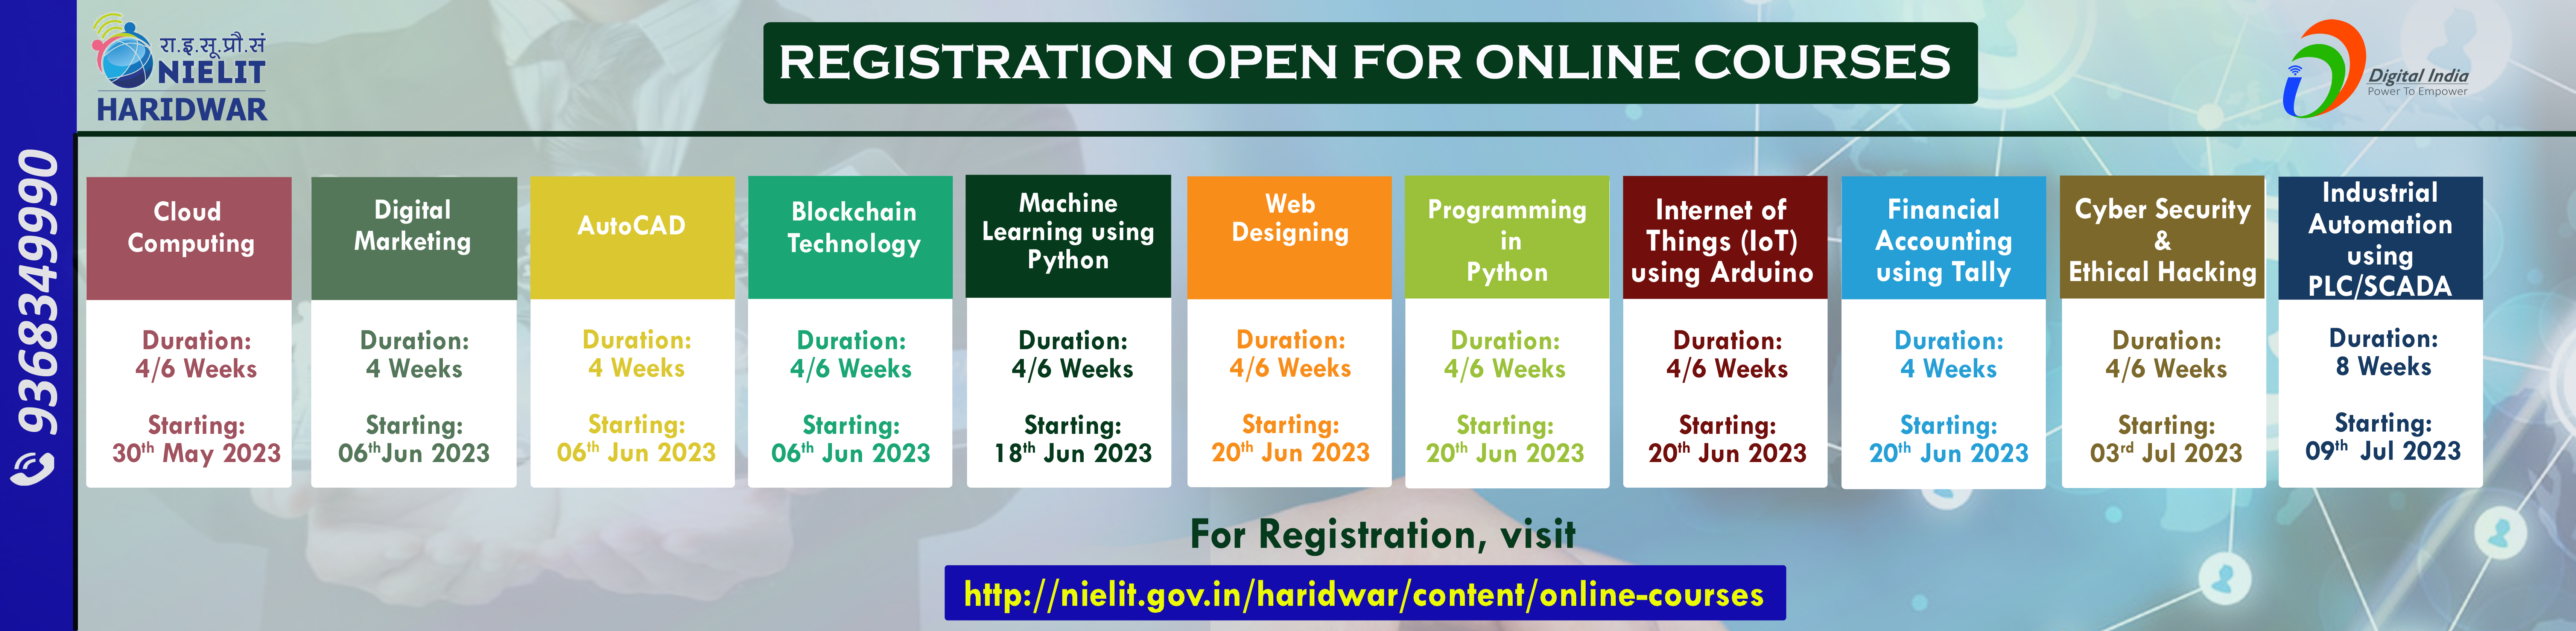 रा.इ.सू.प्रौ.सं
NIELIT
HARIDWAR
REGISTRATION OPEN FOR ONLINE COURSES
Digital India
Power To Empower
9368349990
Cloud
Computing
Duration:
4/6 Weeks
Starting:
30th May 2023
Digital
Marketing
Duration:
4 Weeks
Starting:
06thJun 2023
AutoCAD
Duration:
4 Weeks
Starting:
06th Jun 2023
Blockchain
Technology
Duration:
4/6 Weeks
Starting:
06th Jun 2023
Machine
Learning using
Python
Duration:
4/6 Weeks
Starting:
18th Jun 2023
Web
Designing
Duration:
4/6 Weeks
Starting:
20th Jun 2023
Programming
in
Python
Duration:
4/6 Weeks
Starting:
20th Jun 2023
Internet of
Things (IoT)
using Arduino
Duration:
4/6 Weeks
Starting:
20th Jun 2023
Financial
Accounting
using Tally
Duration:
4 Weeks
Starting:
20th Jun 2023
Cyber Security
&
Ethical Hacking
Duration:
4/6 Weeks
Starting:
03rd Jul 2023
Industrial
Automation
using
PLC/SCADA
Duration:
8 Weeks
Starting:
09th Jul 2023
For Registration, visit
http://nielit.gov.in/haridwar/content/online-courses